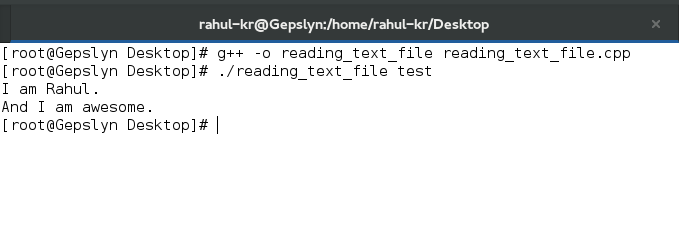 rahul-kr@Gepslyn:/home/rahul-kr/Desktop
[root@Gepslyn Desktop]# g++ -o reading_text_file reading_text_file.cpp
[root@Gepslyn Desktop]# ./reading_text_file test
I am Rahul.
And I am awesome.
[root@Gepslyn Desktop]#